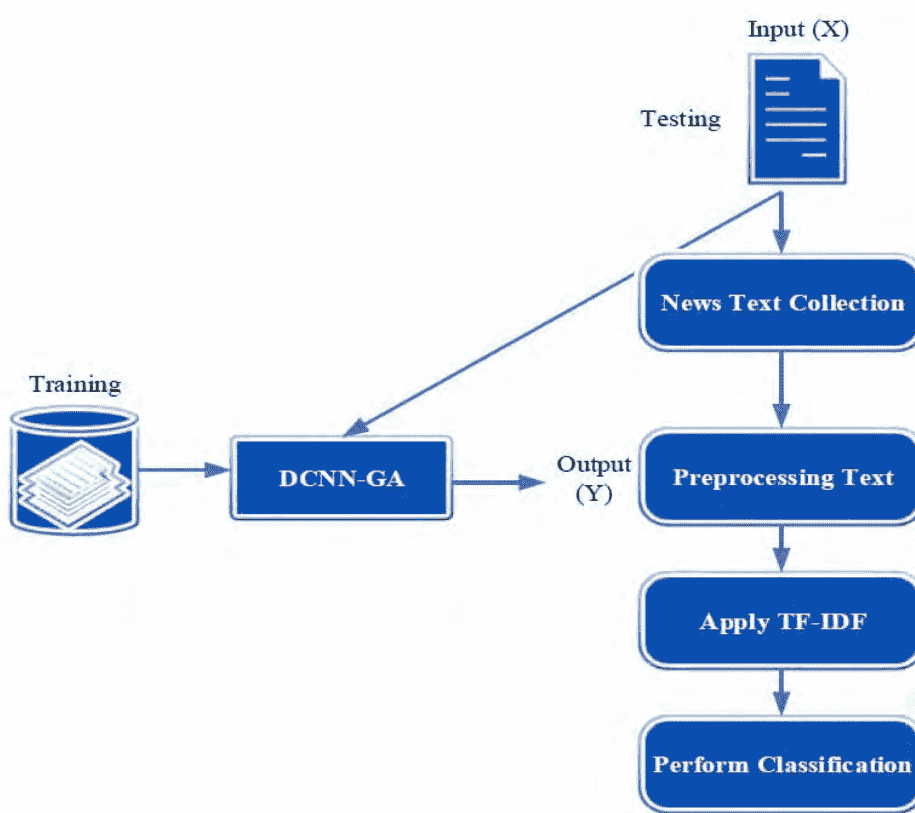 Input (X)
Testing
News Text Collection
Training
DCNN-GA
Output
(Y)
Preprocessing Text
Apply TF-IDF
Perform Classification